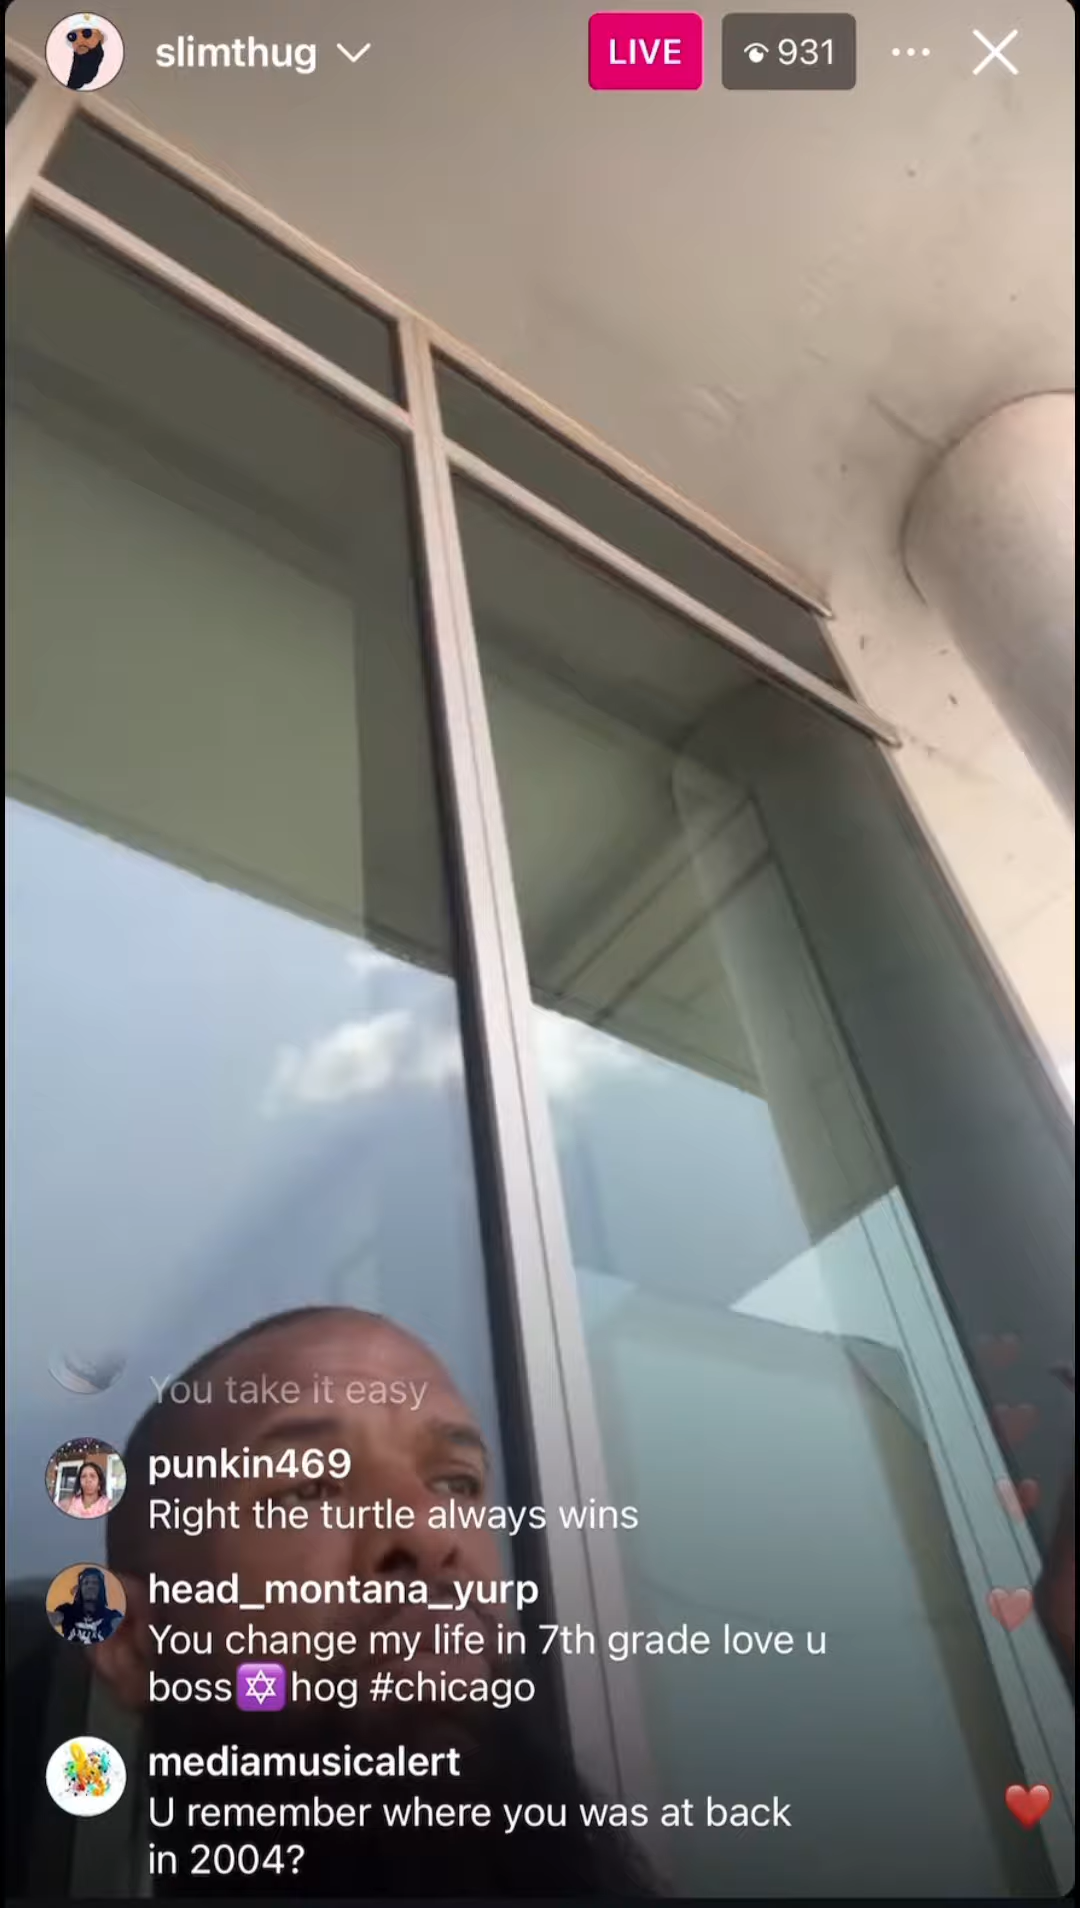 slimthug
LIVE
931
You take it easy
punkin469
Right the turtle always wins
head_montana_yurp
You change my life in 7th grade love u
boss🔯hog #chicago
mediamusicalert
U remember where you was at back
in 2004?